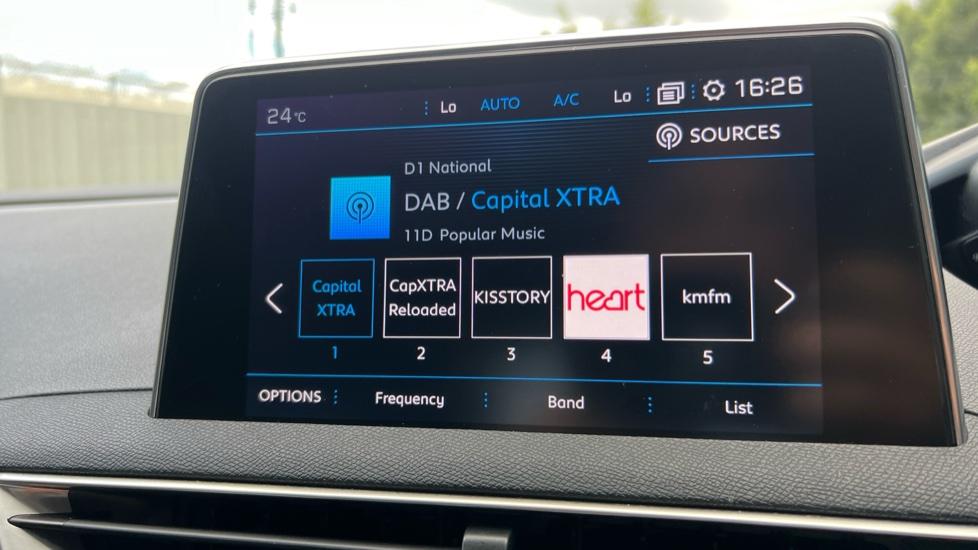 24°C Lo AUTO A/C Lo 16:26
SOURCES
D1 National
DAB / Capital XTRA
11D Popular Music
Capital
XTRA
CapXTRA
Reloaded
KISSTORY
heart
kmfm
1 2 3 4 5
OPTIONS Frequency Band List